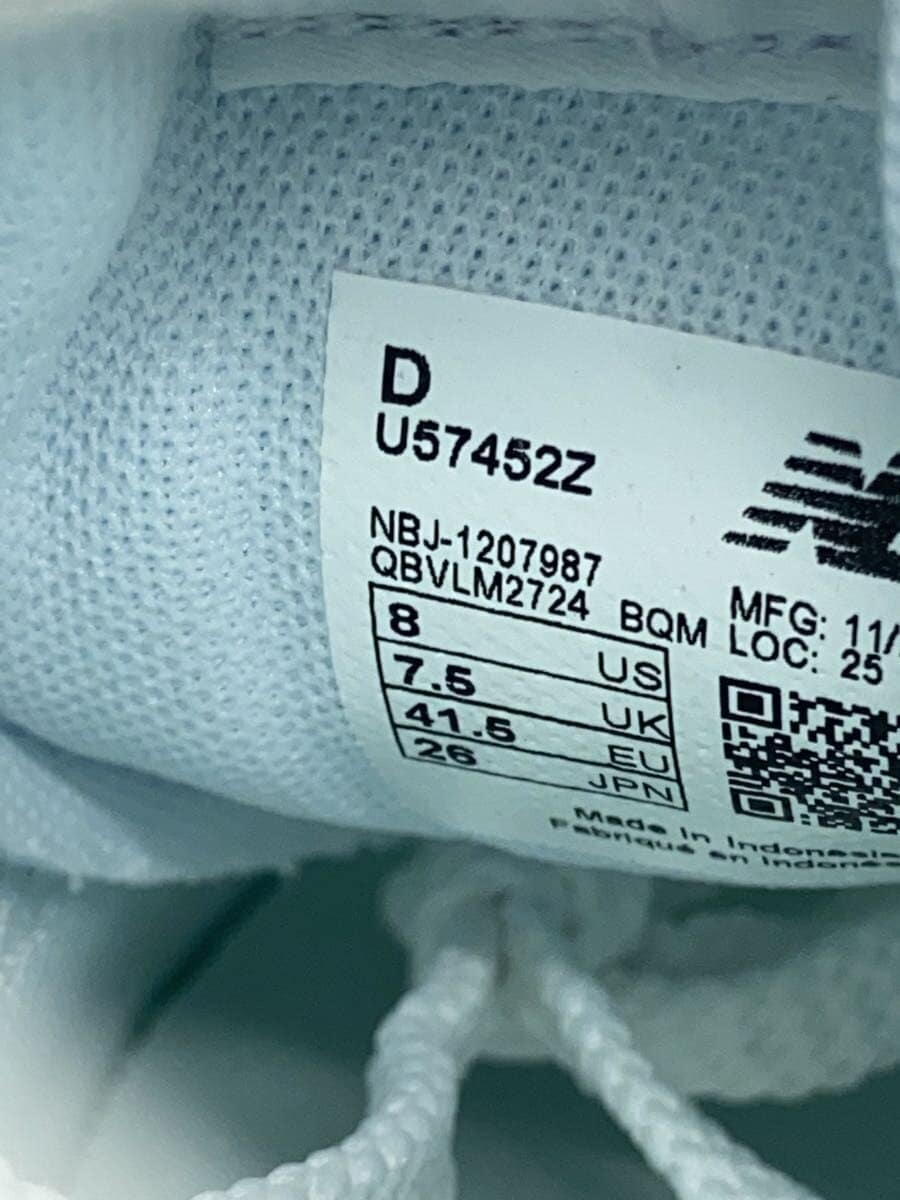 D
U57452Z
NBJ-1207987
QBVLM2724 BQM
MFG: 11/
LOC: 25
8 US
7.5 UK
41.5 EU
26 JPN
Made in Indonesia
Fabriqué en Indonés